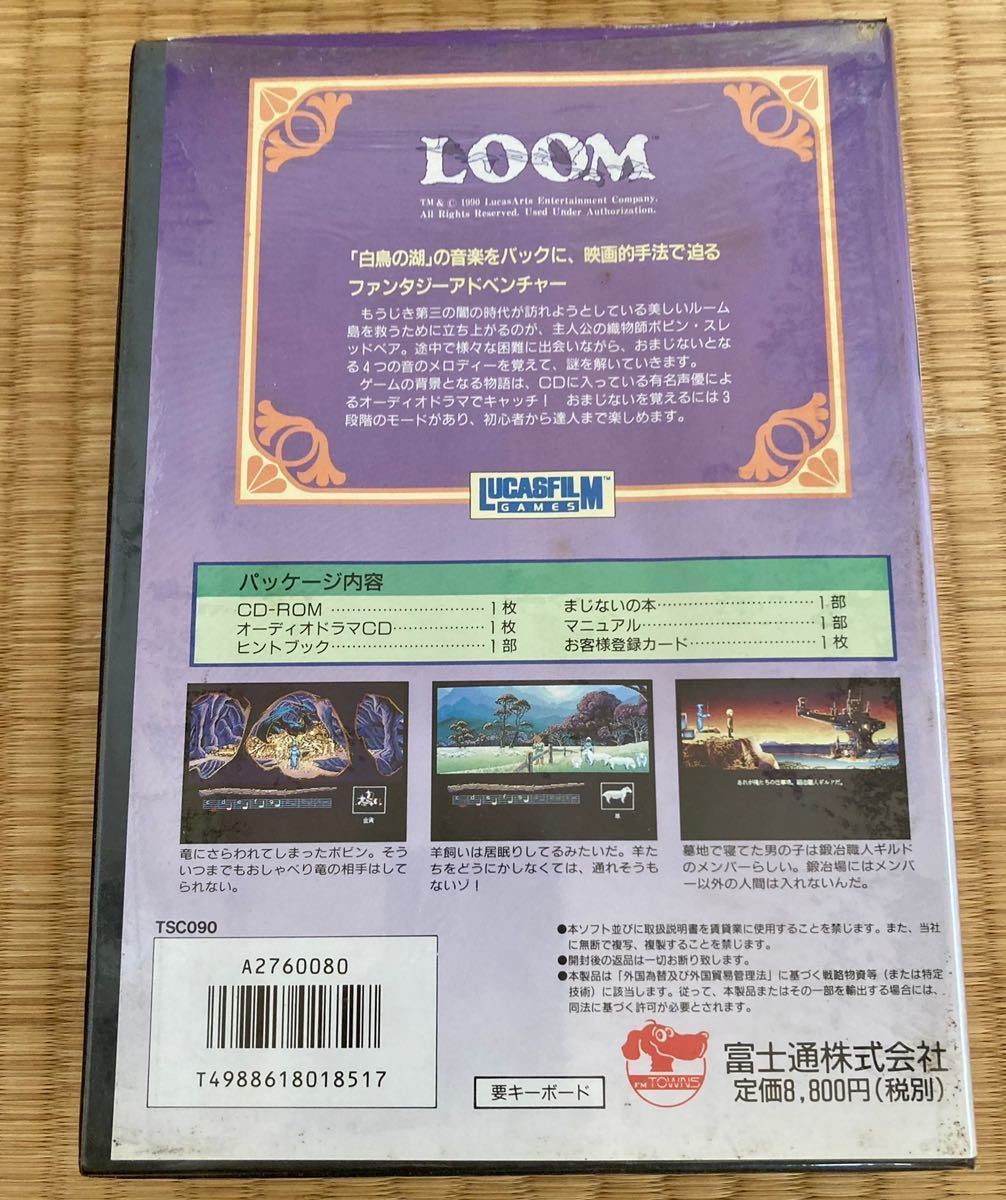 LOOM™
TM & © 1990 LucasArts Entertainment Company.
All Rights Reserved. Used Under Authorization.
「白鳥の湖」の音楽をバックに、映画的手法で迫る
ファンタジーアドベンチャー
もうじき第三の闇の時代が訪れようとしている美しいルーム
島を救うために立ち上がるのが、主人公の織物師ボビン・スレ
ッドベア。途中で様々な困難に出会いながら、おまじないとな
る4つの音のメロディーを覚えて、謎を解いていきます。
ゲームの背景となる物語は、CDに入っている有名声優によ
るオーディオドラマでキャッチ！ おまじないを覚えるには3
段階のモードがあり、初心者から達人まで楽しめます。
LUCASFILM™
GAMES
パッケージ内容
CD-ROM…………………………1枚
オーディオドラマCD……………………1枚
ヒントブック…………………………1部
まじないの本…………………………1部
マニュアル…………………………1部
お客様登録カード……………………1枚
c d e f g
金貨
c d e f g
羊
あれが俺たちの仕事場、鍛冶職人ギルドだ。
竜にさらわれてしまったボビン。そう
いつまでもおしゃべり竜の相手はして
られない。
羊飼いは居眠りしてるみたいだ。羊た
ちをどうにかしなくては、通れそうも
ないゾ！
墓地で寝てた男の子は鍛冶職人ギルド
のメンバーらしい。鍛冶場にはメンバ
ー以外の人間は入れないんだ。
TSC090
A2760080
T4988618018517
●本ソフト並びに取扱説明書を賃貸業に使用することを禁じます。また、当社
に無断で複写、複製することを禁じます。
●開封後の返品は一切お断り致します。
●本製品は「外国為替及び外国貿易管理法」に基づく戦略物資等（または特定
技術）に該当します。従って、本製品またはその一部を輸出する場合には、
同法に基づく許可が必要とされます。
要キーボード
FM TOWNS
富士通株式会社
定価8,800円(税別)